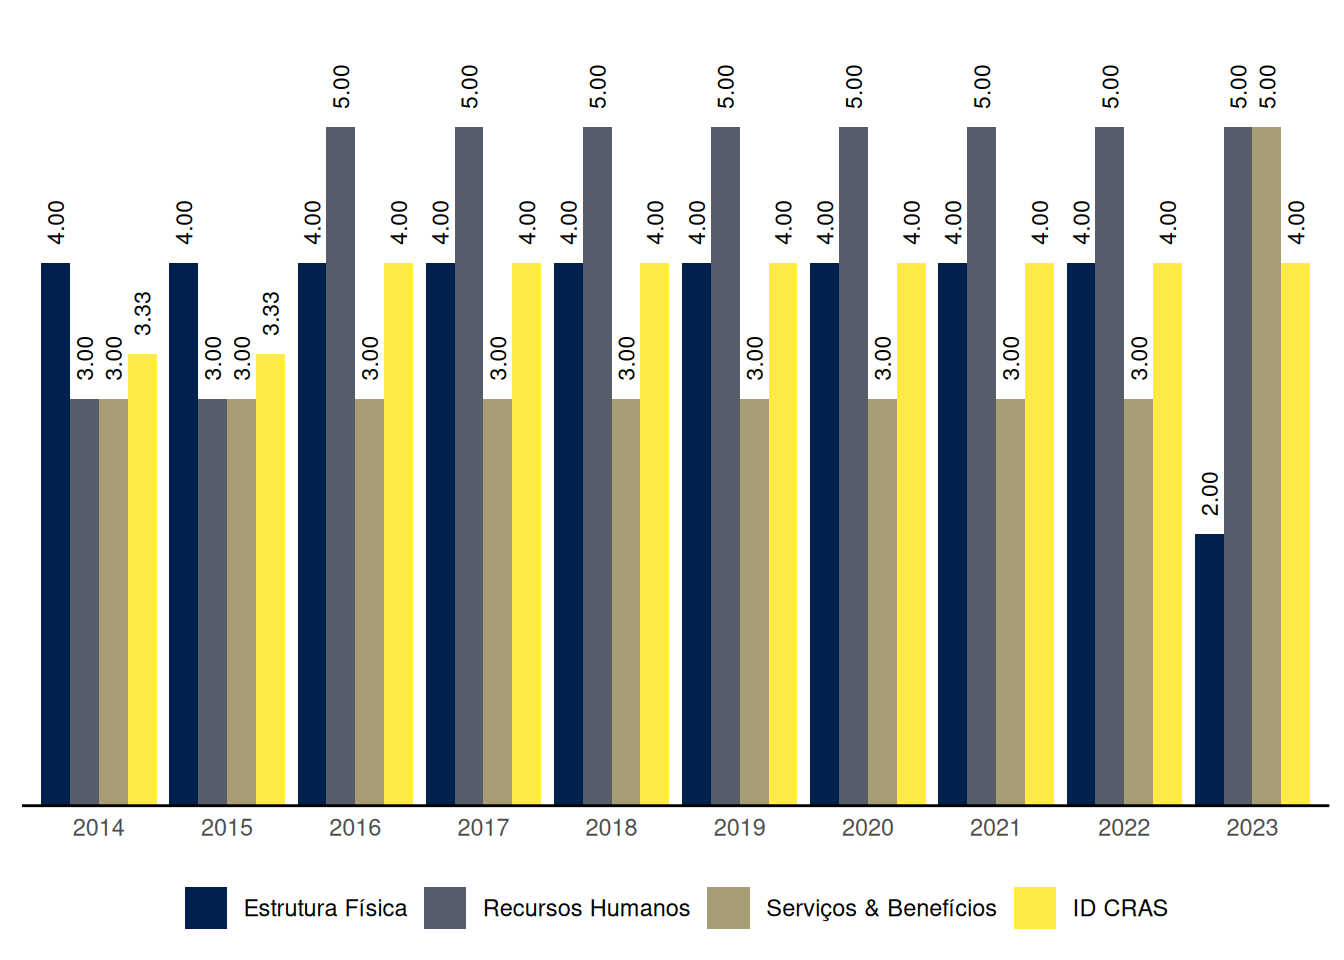 5.00 5.00 5.00 5.00 5.00 5.00 5.00 5.00 5.00
4.00 4.00 4.00 4.00 4.00 4.00 4.00 4.00 4.00 4.00 4.00 4.00 4.00 4.00 4.00 4.00 4.00
3.33 3.33
3.00 3.00 3.00 3.00 3.00 3.00 3.00 3.00 3.00 3.00 3.00
2.00
2014 2015 2016 2017 2018 2019 2020 2021 2022 2023
Estrutura Física Recursos Humanos Serviços & Benefícios ID CRAS